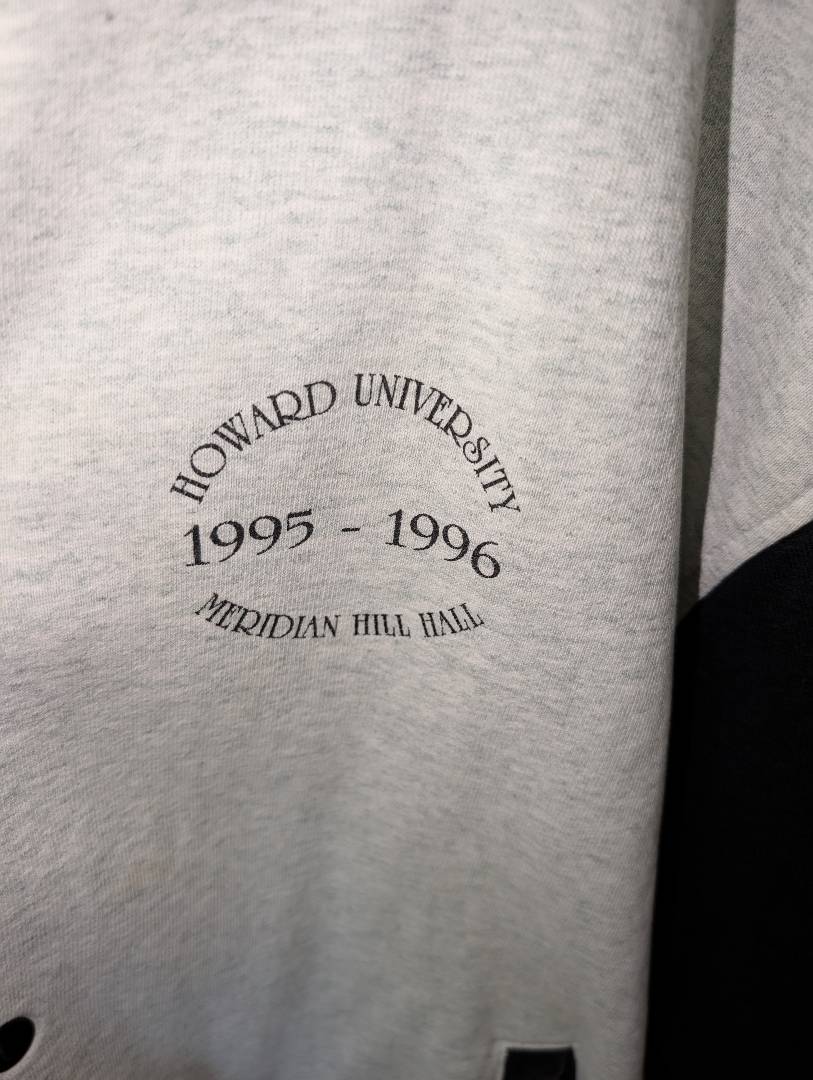 HOWARD UNIVERSITY
1995 - 1996
MERIDIAN HILL HALL